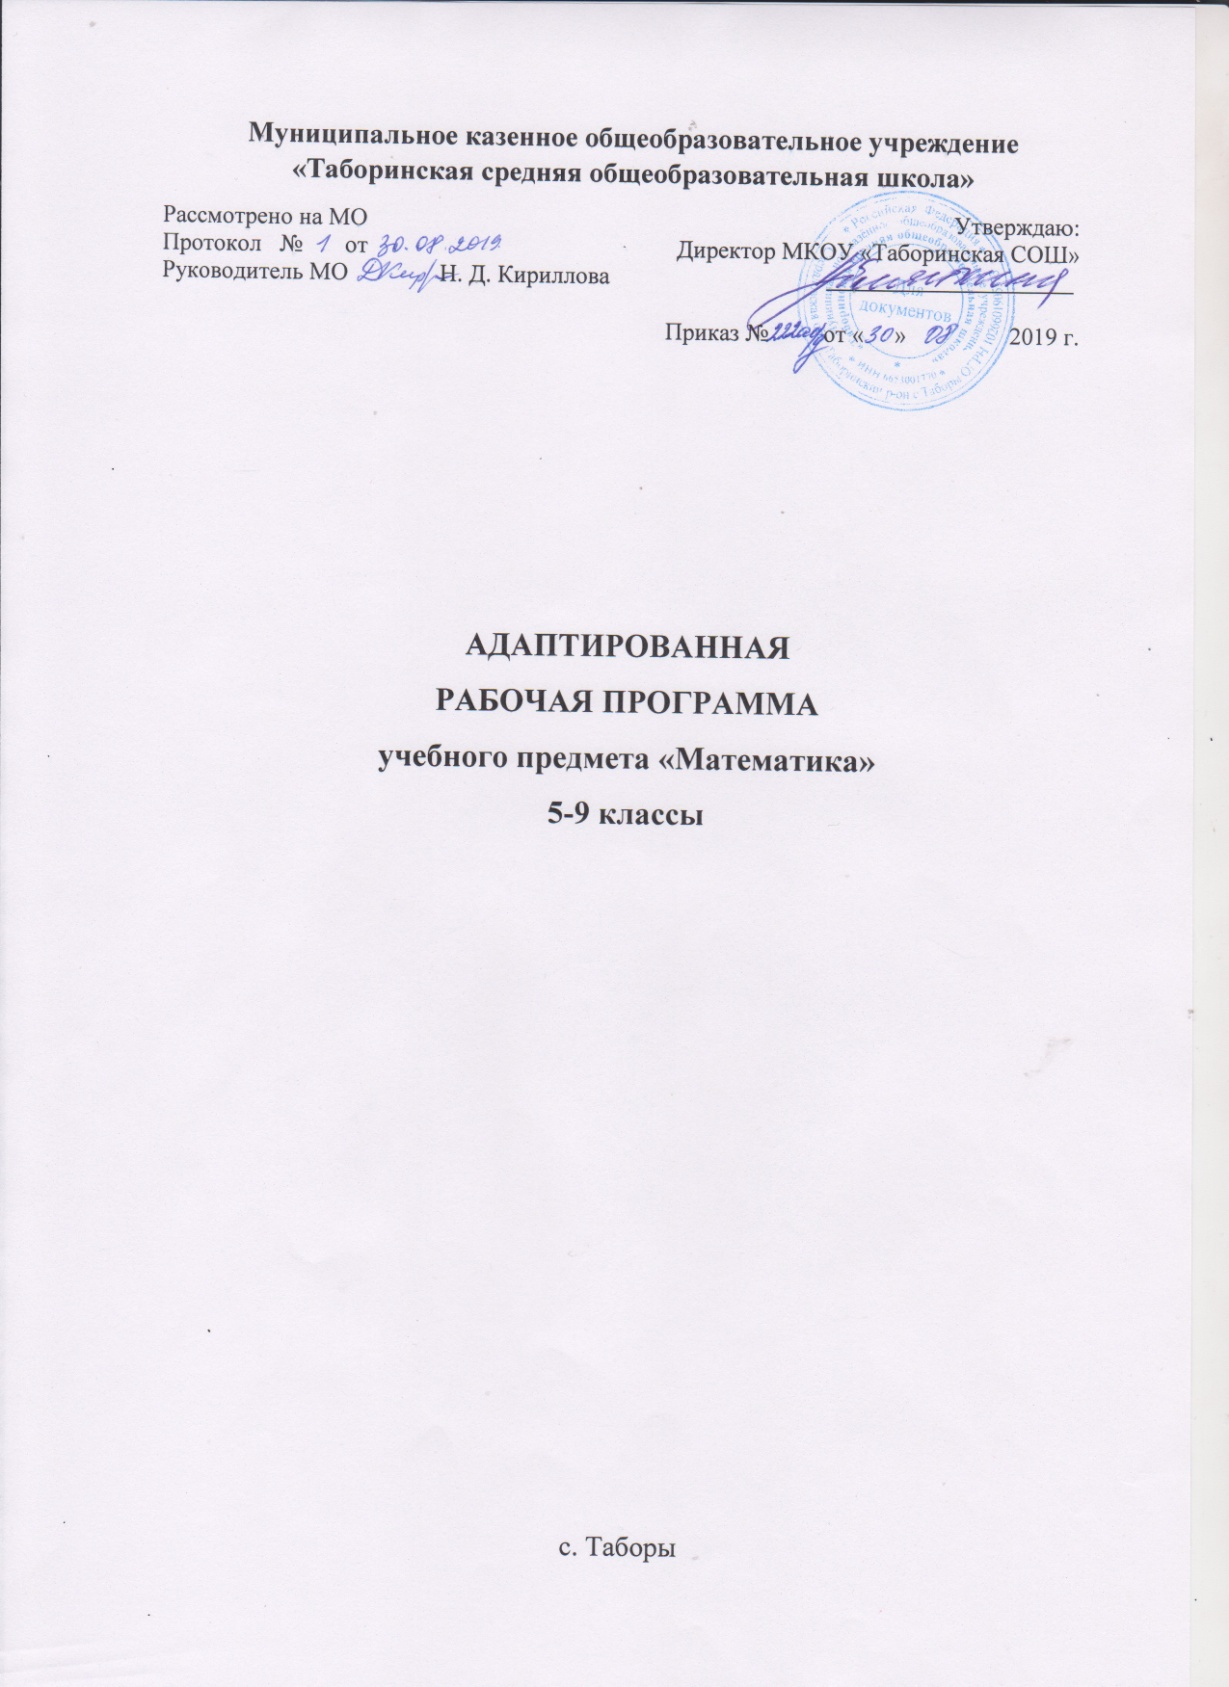 Муниципальное казенное общеобразовательное учреждение
«Таборинская средняя общеобразовательная школа»
Рассмотрено на МО
Протокол № 1 от 30.08.2019
Руководитель МО Н. Д. Кириллова
Утверждаю:
Директор МКОУ «Таборинская СОШ»
Для
документов
Приказ № от «30» 08 2019 г.
АДАПТИРОВАННАЯ
РАБОЧАЯ ПРОГРАММА
учебного предмета «Математика»
5-9 классы
с. Таборы